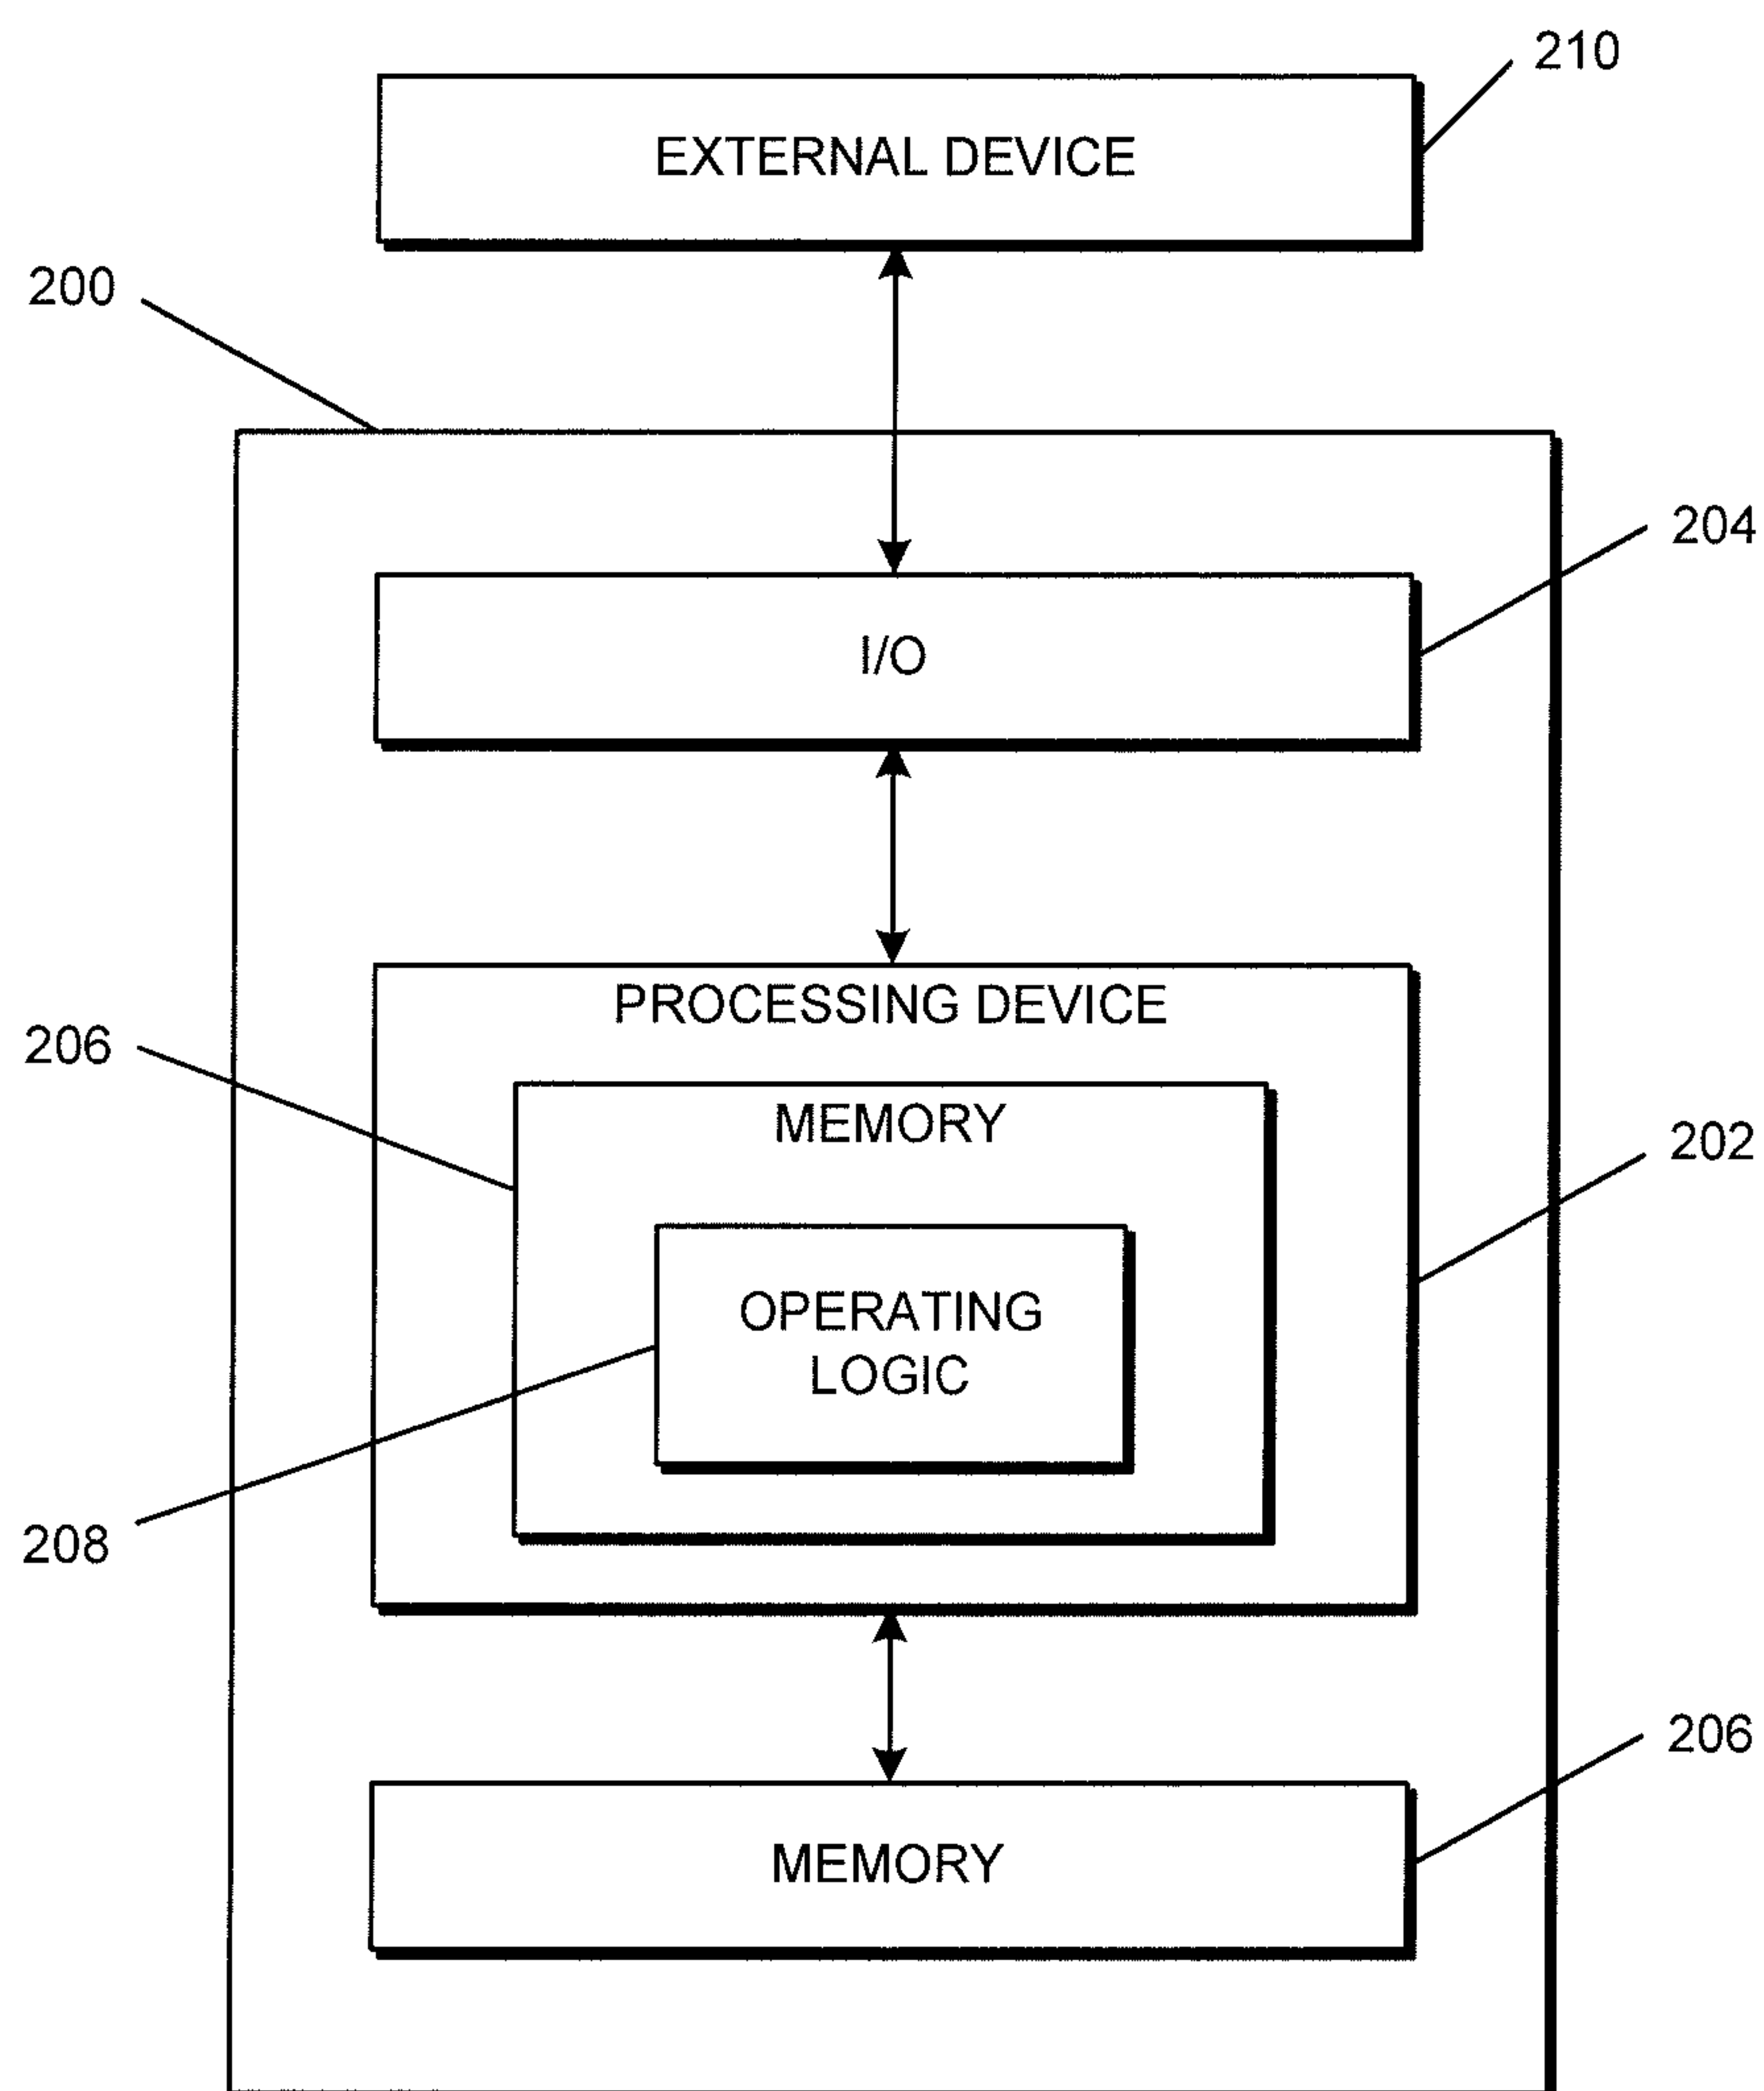 210
EXTERNAL DEVICE
200
204
I/O
PROCESSING DEVICE
206
MEMORY
202
OPERATING
LOGIC
208
206
MEMORY